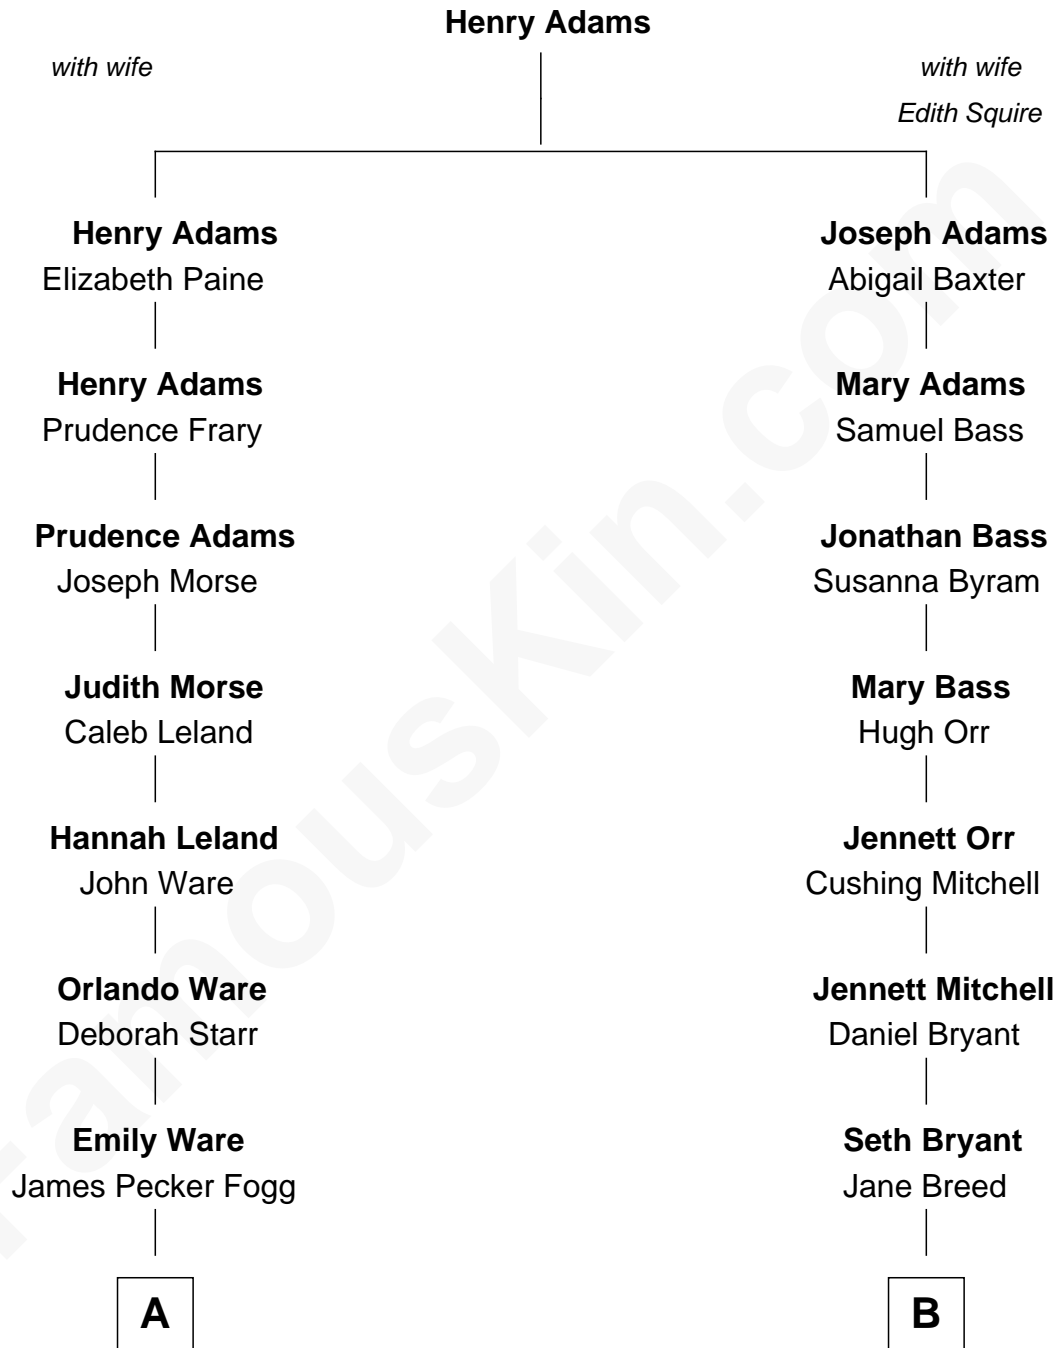 Henry Adams
with wife
with wife
Edith Squire
Henry Adams
Elizabeth Paine
Joseph Adams
Abigail Baxter
Henry Adams
Prudence Frary
Mary Adams
Samuel Bass
Prudence Adams
Joseph Morse
Jonathan Bass
Susanna Byram
Judith Morse
Caleb Leland
Mary Bass
Hugh Orr
Hannah Leland
John Ware
Jennett Orr
Cushing Mitchell
Orlando Ware
Deborah Starr
Jennett Mitchell
Daniel Bryant
Emily Ware
James Pecker Fogg
Seth Bryant
Jane Breed
A
B
FamousKin.com